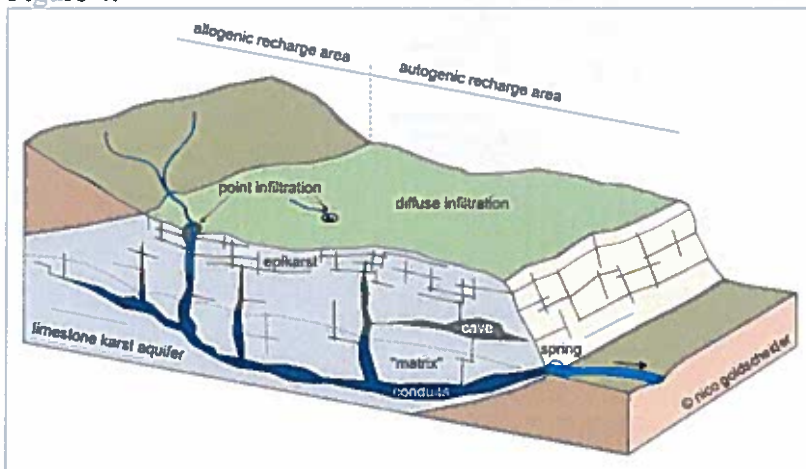 allogenic recharge area
autogenic recharge area
point infiltration
diffuse infiltration
epikarst
cave
limestone karst aquifer
"matrix"
spring
conduits
© nico goldscheider